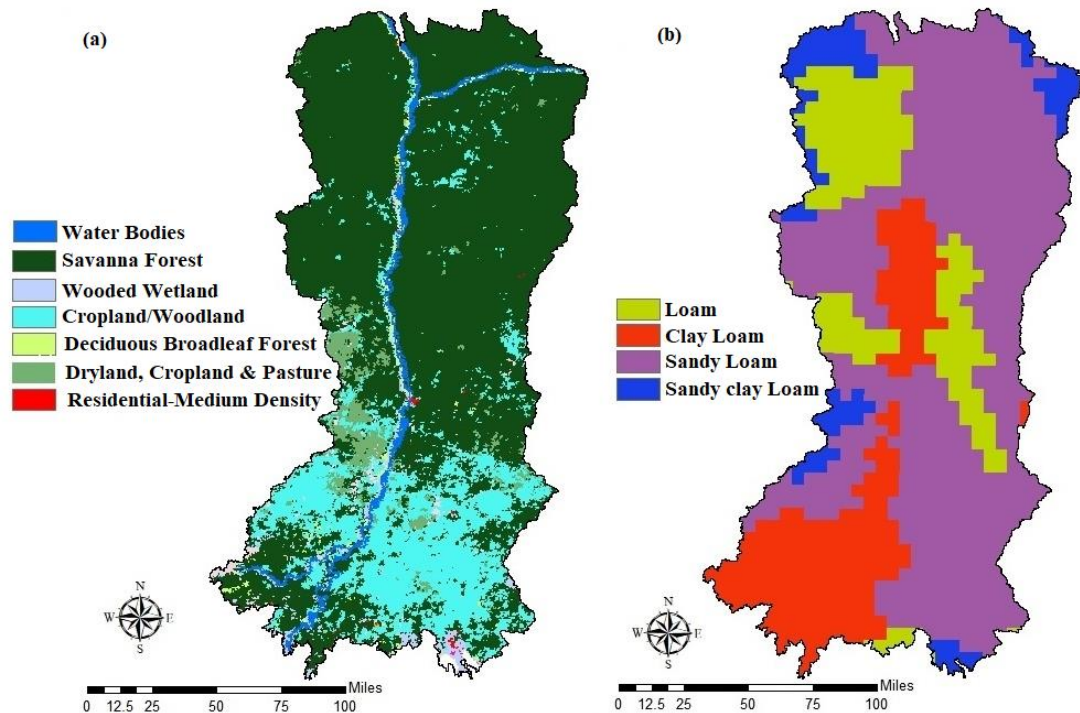 (a)
Water Bodies
Savanna Forest
Wooded Wetland
Cropland/Woodland
Deciduous Broadleaf Forest
Dryland, Cropland & Pasture
Residential-Medium Density
N
W E
S
Miles
0 12.5 25 50 75 100
(b)
Loam
Clay Loam
Sandy Loam
Sandy clay Loam
N
W E
S
Miles
0 12.5 25 50 75 100